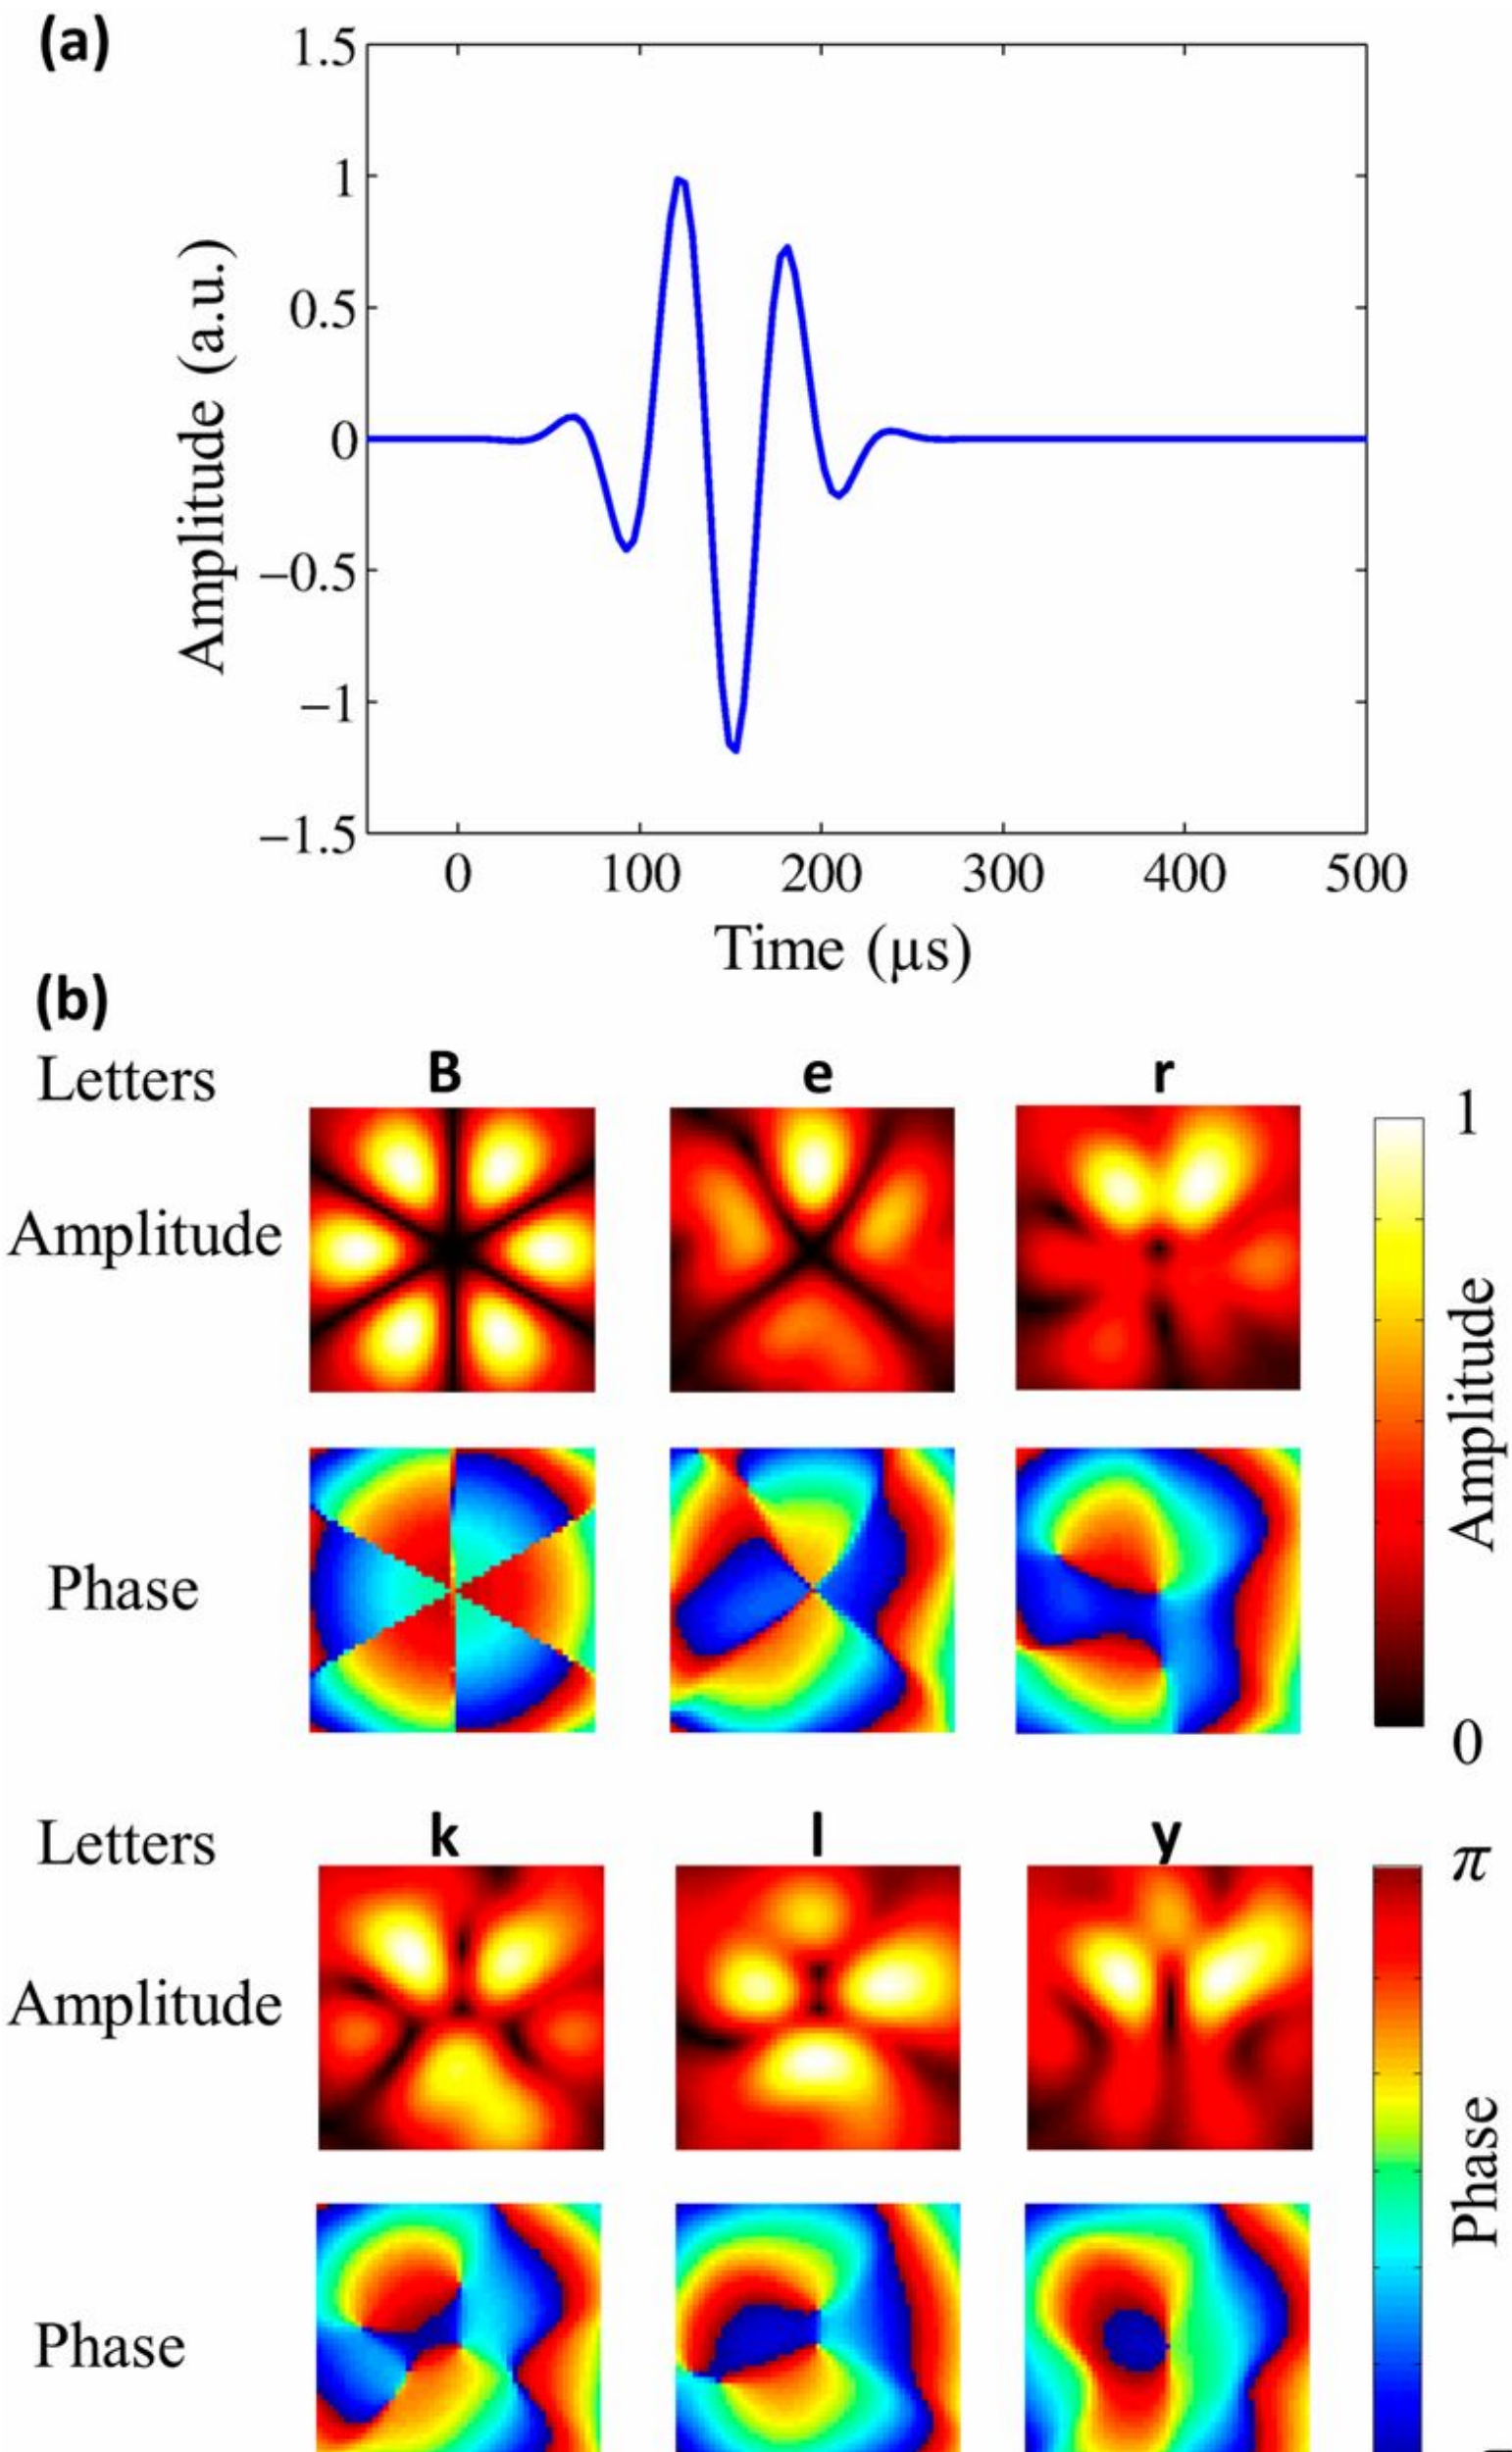 (a)
1.5
1
0.5
0
−0.5
−1
−1.5
Amplitude (a.u.)
0 100 200 300 400 500
Time (µs)
(b)
Letters B e r
Amplitude
Phase
1
Amplitude
0
Letters k l y
Amplitude
Phase
π
Phase